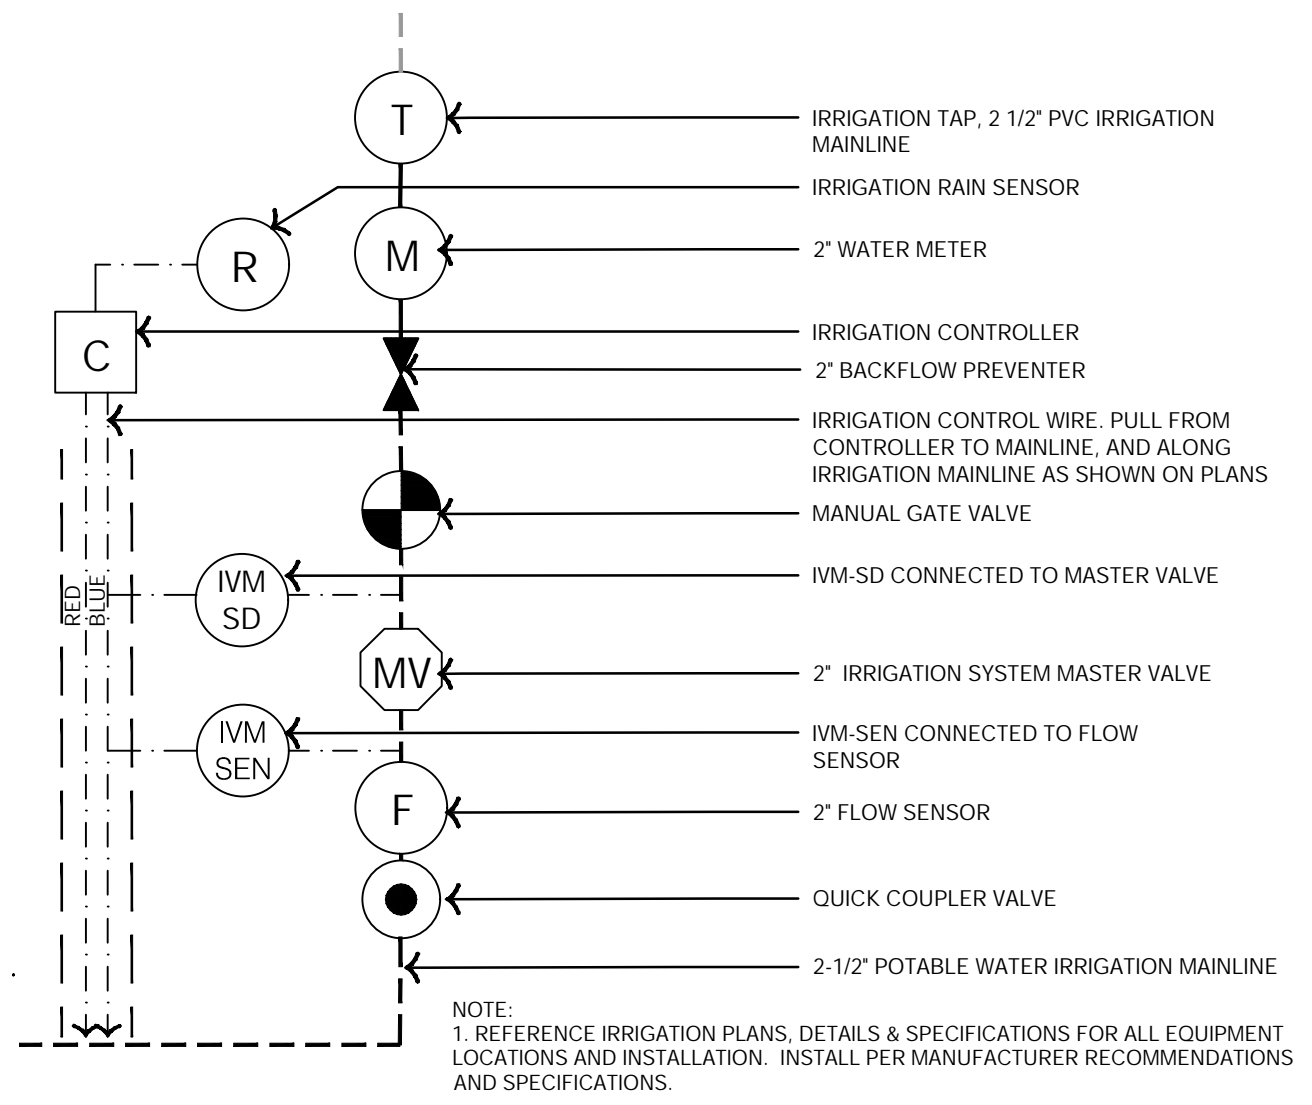 T
IRRIGATION TAP, 2 1/2" PVC IRRIGATION
MAINLINE
IRRIGATION RAIN SENSOR
R
M
2" WATER METER
C
IRRIGATION CONTROLLER
2" BACKFLOW PREVENTER
IRRIGATION CONTROL WIRE. PULL FROM
CONTROLLER TO MAINLINE, AND ALONG
IRRIGATION MAINLINE AS SHOWN ON PLANS
MANUAL GATE VALVE
RED
BLUE
IVM
SD
IVM-SD CONNECTED TO MASTER VALVE
MV
2" IRRIGATION SYSTEM MASTER VALVE
IVM
SEN
IVM-SEN CONNECTED TO FLOW
SENSOR
F
2" FLOW SENSOR
QUICK COUPLER VALVE
2-1/2" POTABLE WATER IRRIGATION MAINLINE
NOTE:
1. REFERENCE IRRIGATION PLANS, DETAILS & SPECIFICATIONS FOR ALL EQUIPMENT
LOCATIONS AND INSTALLATION. INSTALL PER MANUFACTURER RECOMMENDATIONS
AND SPECIFICATIONS.